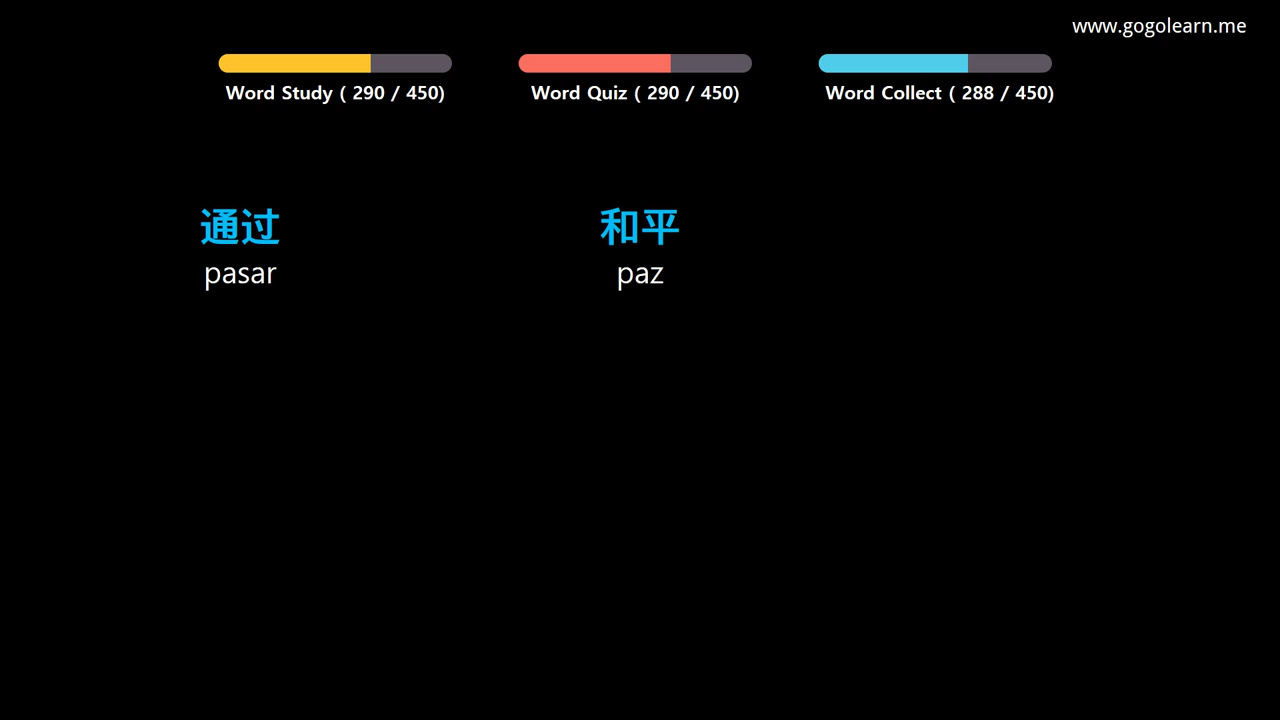 www.gogolearn.me
Word Study ( 290 / 450)
Word Quiz ( 290 / 450)
Word Collect ( 288 / 450)
通过
pasar
和平
paz